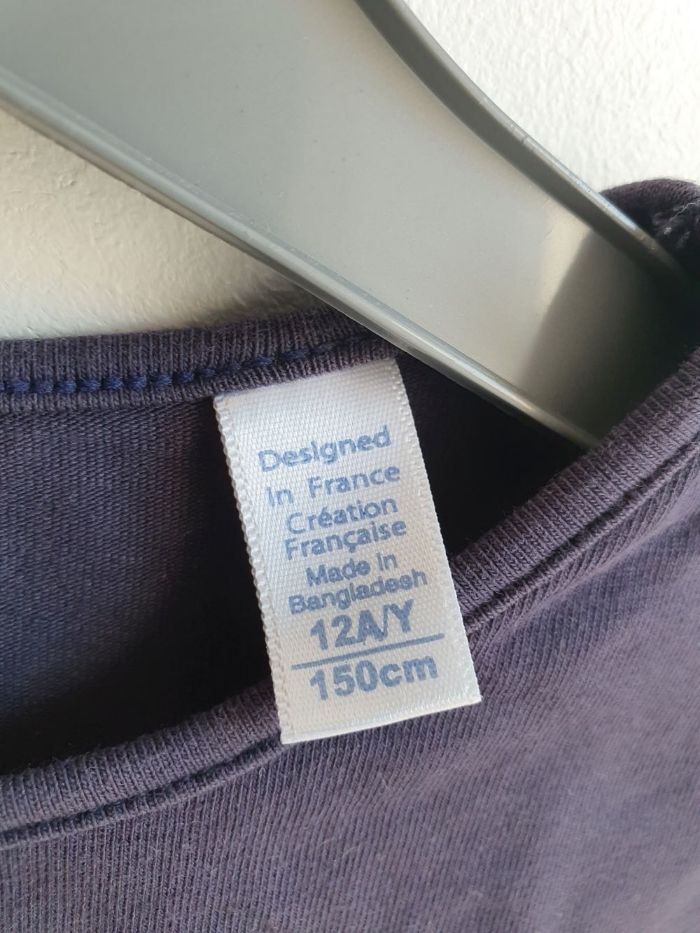 Designed
in France
Création
Française
Made in
Bangladesh
12A/Y
150cm